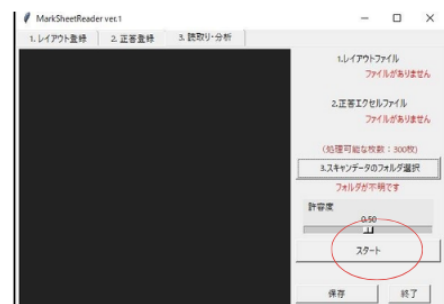 MarkSheetReader ver.1
1. レイアウト登録 2. 正答登録 3. 読取り・分析
1.レイアウトファイル
ファイルがありません
2.正答エクセルファイル
ファイルがありません
(処理可能な枚数：300枚)
3.スキャンデータのフォルダ選択
フォルダが不明です
許容度
0.50
スタート
保存 終了